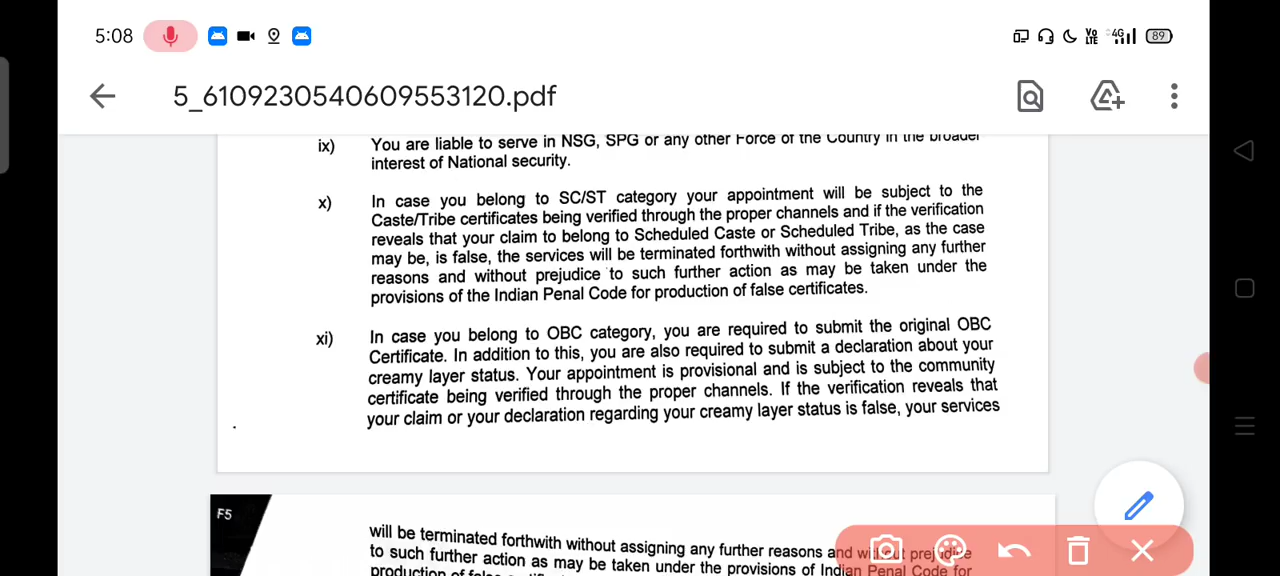 5:08
Vo LTE 4G 89
5_6109230540609553120.pdf
ix) You are liable to serve in NSG, SPG or any other Force of the Country in the broader
interest of National security.
x) In case you belong to SC/ST category your appointment will be subject to the
Caste/Tribe certificates being verified through the proper channels and if the verification
reveals that your claim to belong to Scheduled Caste or Scheduled Tribe, as the case
may be, is false, the services will be terminated forthwith without assigning any further
reasons and without prejudice to such further action as may be taken under the
provisions of the Indian Penal Code for production of false certificates.
xi) In case you belong to OBC category, you are required to submit the original OBC
Certificate. In addition to this, you are also required to submit a declaration about your
creamy layer status. Your appointment is provisional and is subject to the community
certificate being verified through the proper channels. If the verification reveals that
your claim or your declaration regarding your creamy layer status is false, your services
F5
will be terminated forthwith without assigning any further reasons and without prejudice
to such further action as may be taken under the provisions of Indian Penal Code for
production of false